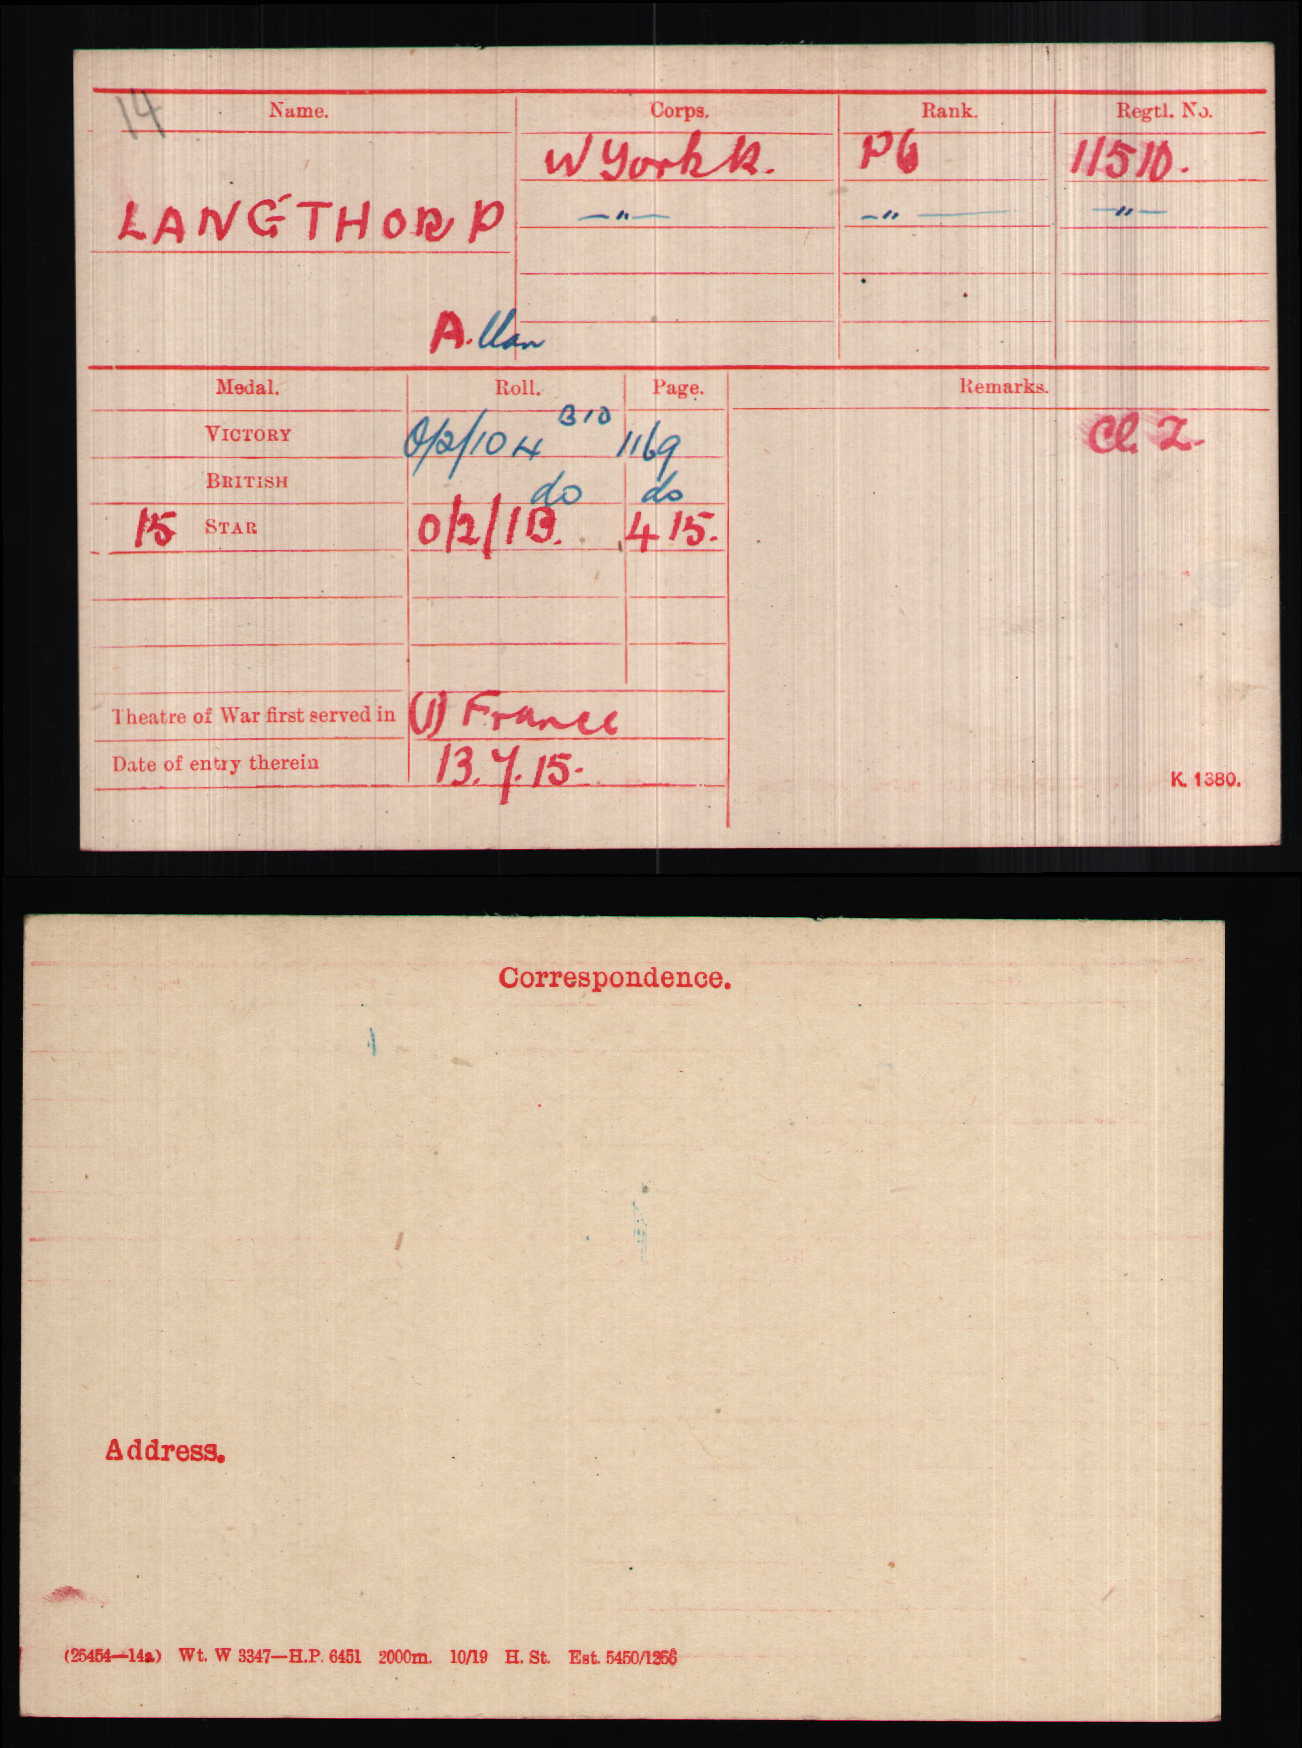 14
Name. Corps. Rank. Regtl. No.
W York R. Pte 11510.
LANGTHORP —"— —"— —"—
A. llan
Medal. Roll. Page. Remarks.
VICTORY O/2/104 B10 1169 Cl. Z.
BRITISH do do
15 STAR O/2/1B. 415.
Theatre of War first served in (1) France
Date of entry therein 13.7.15.
K. 1380.
Correspondence.
Address.
(25454—14a) Wt. W 3347—H.P. 6451 2000m. 10/19 H. St. Est. 5450/1256